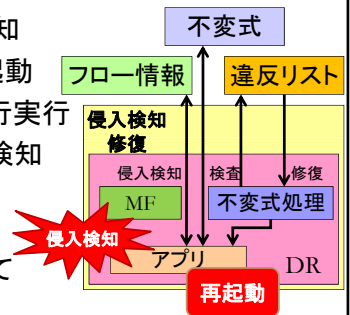 不変式
知
起動
行実行
検知
て
フロー情報
違反リスト
侵入検知
修復
侵入検知
検査
修復
MF
不変式処理
侵入検知
アプリ
DR
再起動